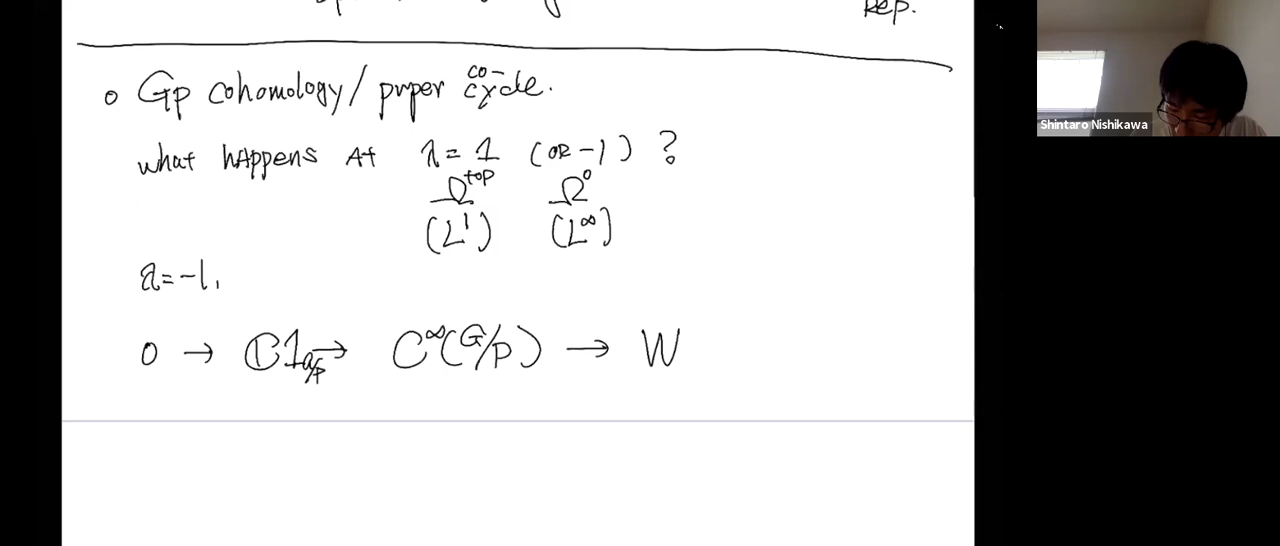 Rep.
o Gp cohomology / proper co-cycle.
what happens At λ = 1 (or -1) ?
Ω^top Ω^0
(L^1) (L^∞)
λ = -1,
0 → ℂ1_{G/P} → C^∞(G/P) → W
Shintaro Nishikawa